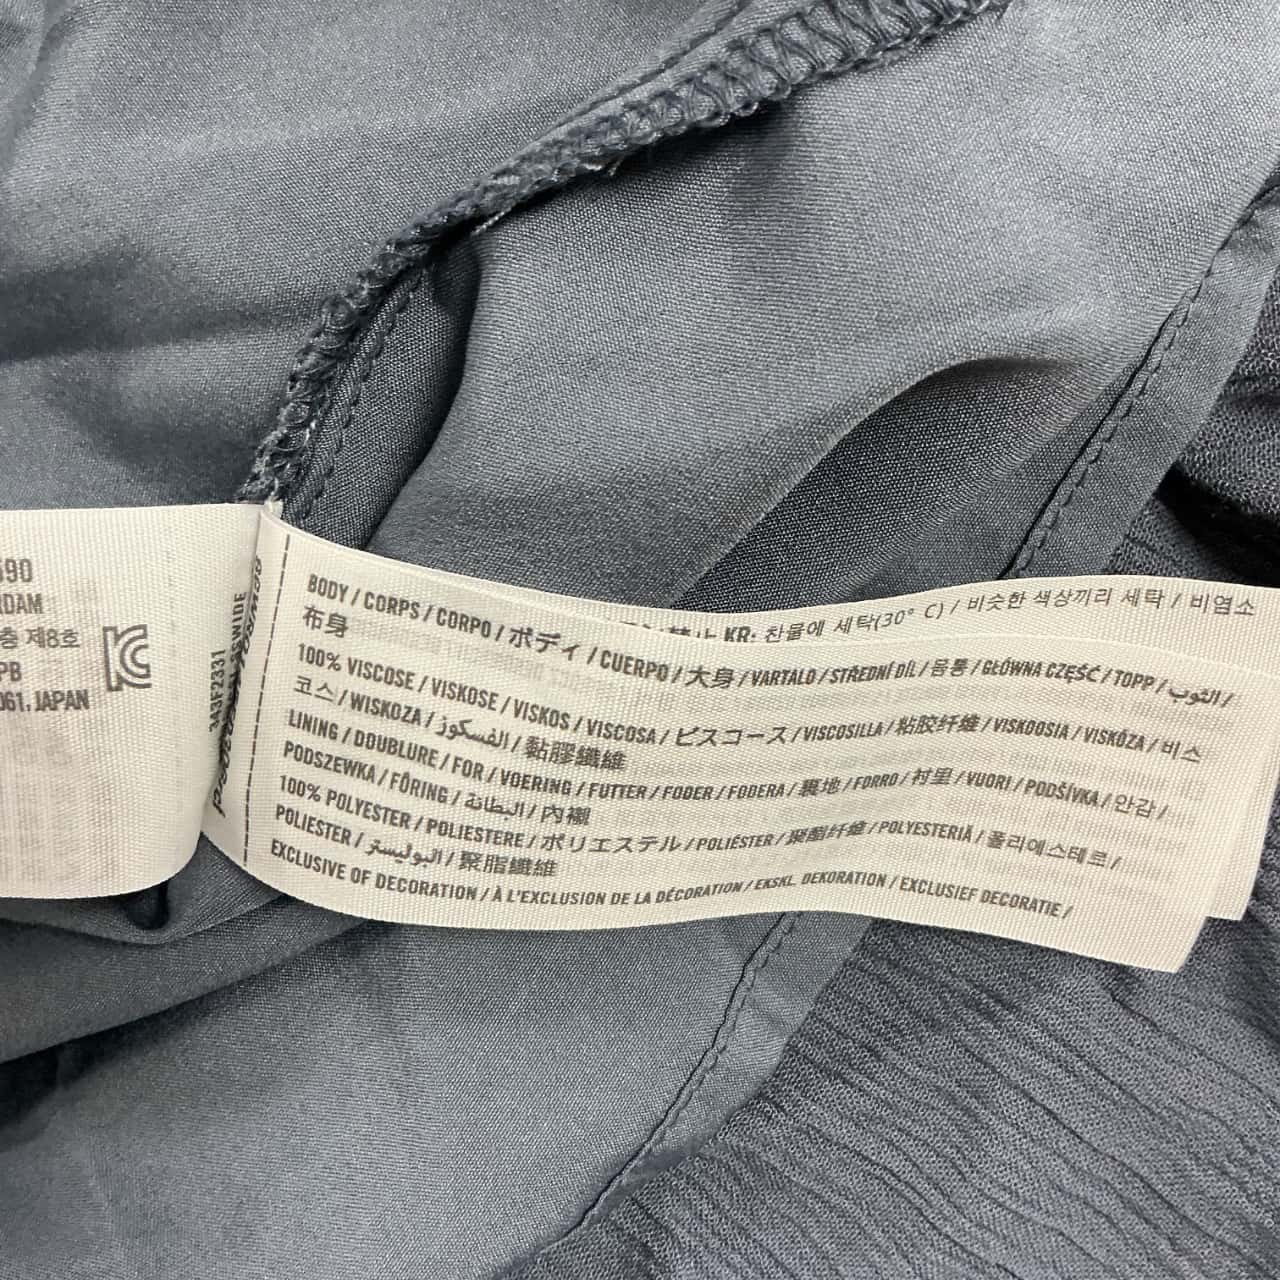 590
RDAM
층 제8호
PB
061, JAPAN
343F2331
BODY / CORPS / CORPO / ボディ / CUERPO / 大身 / VARTALO / STŘEDNÍ DÍL / 몸통 / GŁÓWNA CZĘŚĆ / TOPP / الثوب /
布身
100% VISCOSE / VISKOSE / VISKOS / VISCOSA / ビスコース / VISCOSILLA / 粘胶纤维 / VISKOOSIA / VISKÓZA / 비스
코스 / WISKOZA / الفسكوز / 黏膠纖維
LINING / DOUBLURE / FOR / VOERING / FUTTER / FODER / FODERA / 裏地 / FORRO / 衬里 / VUORI / PODŠÍVKA / 안감 /
PODSZEWKA / FÔRING / البطانة / 內襯
100% POLYESTER / POLIESTERE / ポリエステル / POLIÉSTER / 聚酯纤维 / POLYESTERIÄ / 폴리에스테르 /
POLIESTER / البوليستر / 聚脂纖維
EXCLUSIVE OF DECORATION / À L'EXCLUSION DE LA DÉCORATION / EKSKL. DEKORATION / EXCLUSIEF DECORATIE /
KR: 찬물에 세탁(30° C) / 비슷한 색상끼리 세탁 / 비염소